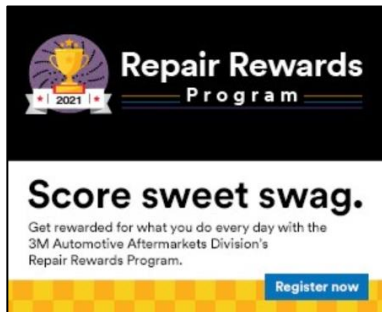 Repair Rewards
Program
2021
Score sweet swag.
Get rewarded for what you do every day with the
3M Automotive Aftermarkets Division's
Repair Rewards Program.
Register now